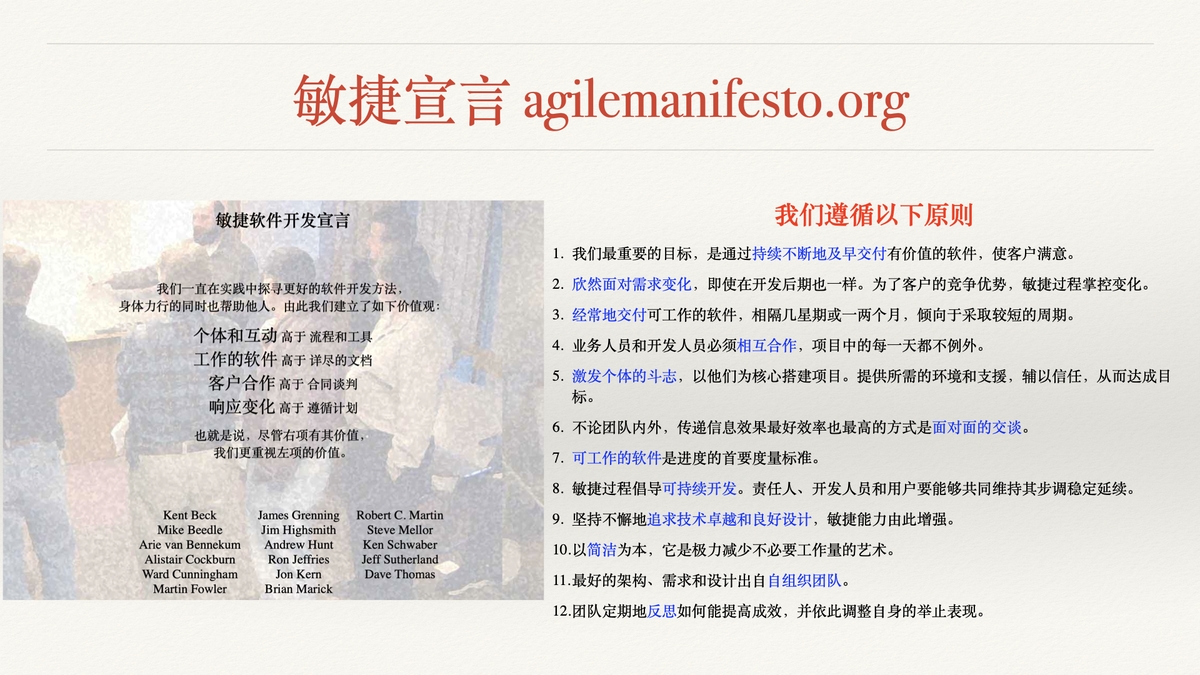 敏捷宣言 agilemanifesto.org
敏捷软件开发宣言
我们一直在实践中探寻更好的软件开发方法，
身体力行的同时也帮助他人。由此我们建立了如下价值观：
个体和互动 高于 流程和工具
工作的软件 高于 详尽的文档
客户合作 高于 合同谈判
响应变化 高于 遵循计划
也就是说，尽管右项有其价值，
我们更重视左项的价值。
Kent Beck
Mike Beedle
Arie van Bennekum
Alistair Cockburn
Ward Cunningham
Martin Fowler
James Grenning
Jim Highsmith
Andrew Hunt
Ron Jeffries
Jon Kern
Brian Marick
Robert C. Martin
Steve Mellor
Ken Schwaber
Jeff Sutherland
Dave Thomas
我们遵循以下原则
1. 我们最重要的目标，是通过持续不断地及早交付有价值的软件，使客户满意。
2. 欣然面对需求变化，即使在开发后期也一样。为了客户的竞争优势，敏捷过程掌控变化。
3. 经常地交付可工作的软件，相隔几星期或一两个月，倾向于采取较短的周期。
4. 业务人员和开发人员必须相互合作，项目中的每一天都不例外。
5. 激发个体的斗志，以他们为核心搭建项目。提供所需的环境和支援，辅以信任，从而达成目
标。
6. 不论团队内外，传递信息效果最好效率也最高的方式是面对面的交谈。
7. 可工作的软件是进度的首要度量标准。
8. 敏捷过程倡导可持续开发。责任人、开发人员和用户要能够共同维持其步调稳定延续。
9. 坚持不懈地追求技术卓越和良好设计，敏捷能力由此增强。
10.以简洁为本，它是极力减少不必要工作量的艺术。
11.最好的架构、需求和设计出自自组织团队。
12.团队定期地反思如何能提高成效，并依此调整自身的举止表现。